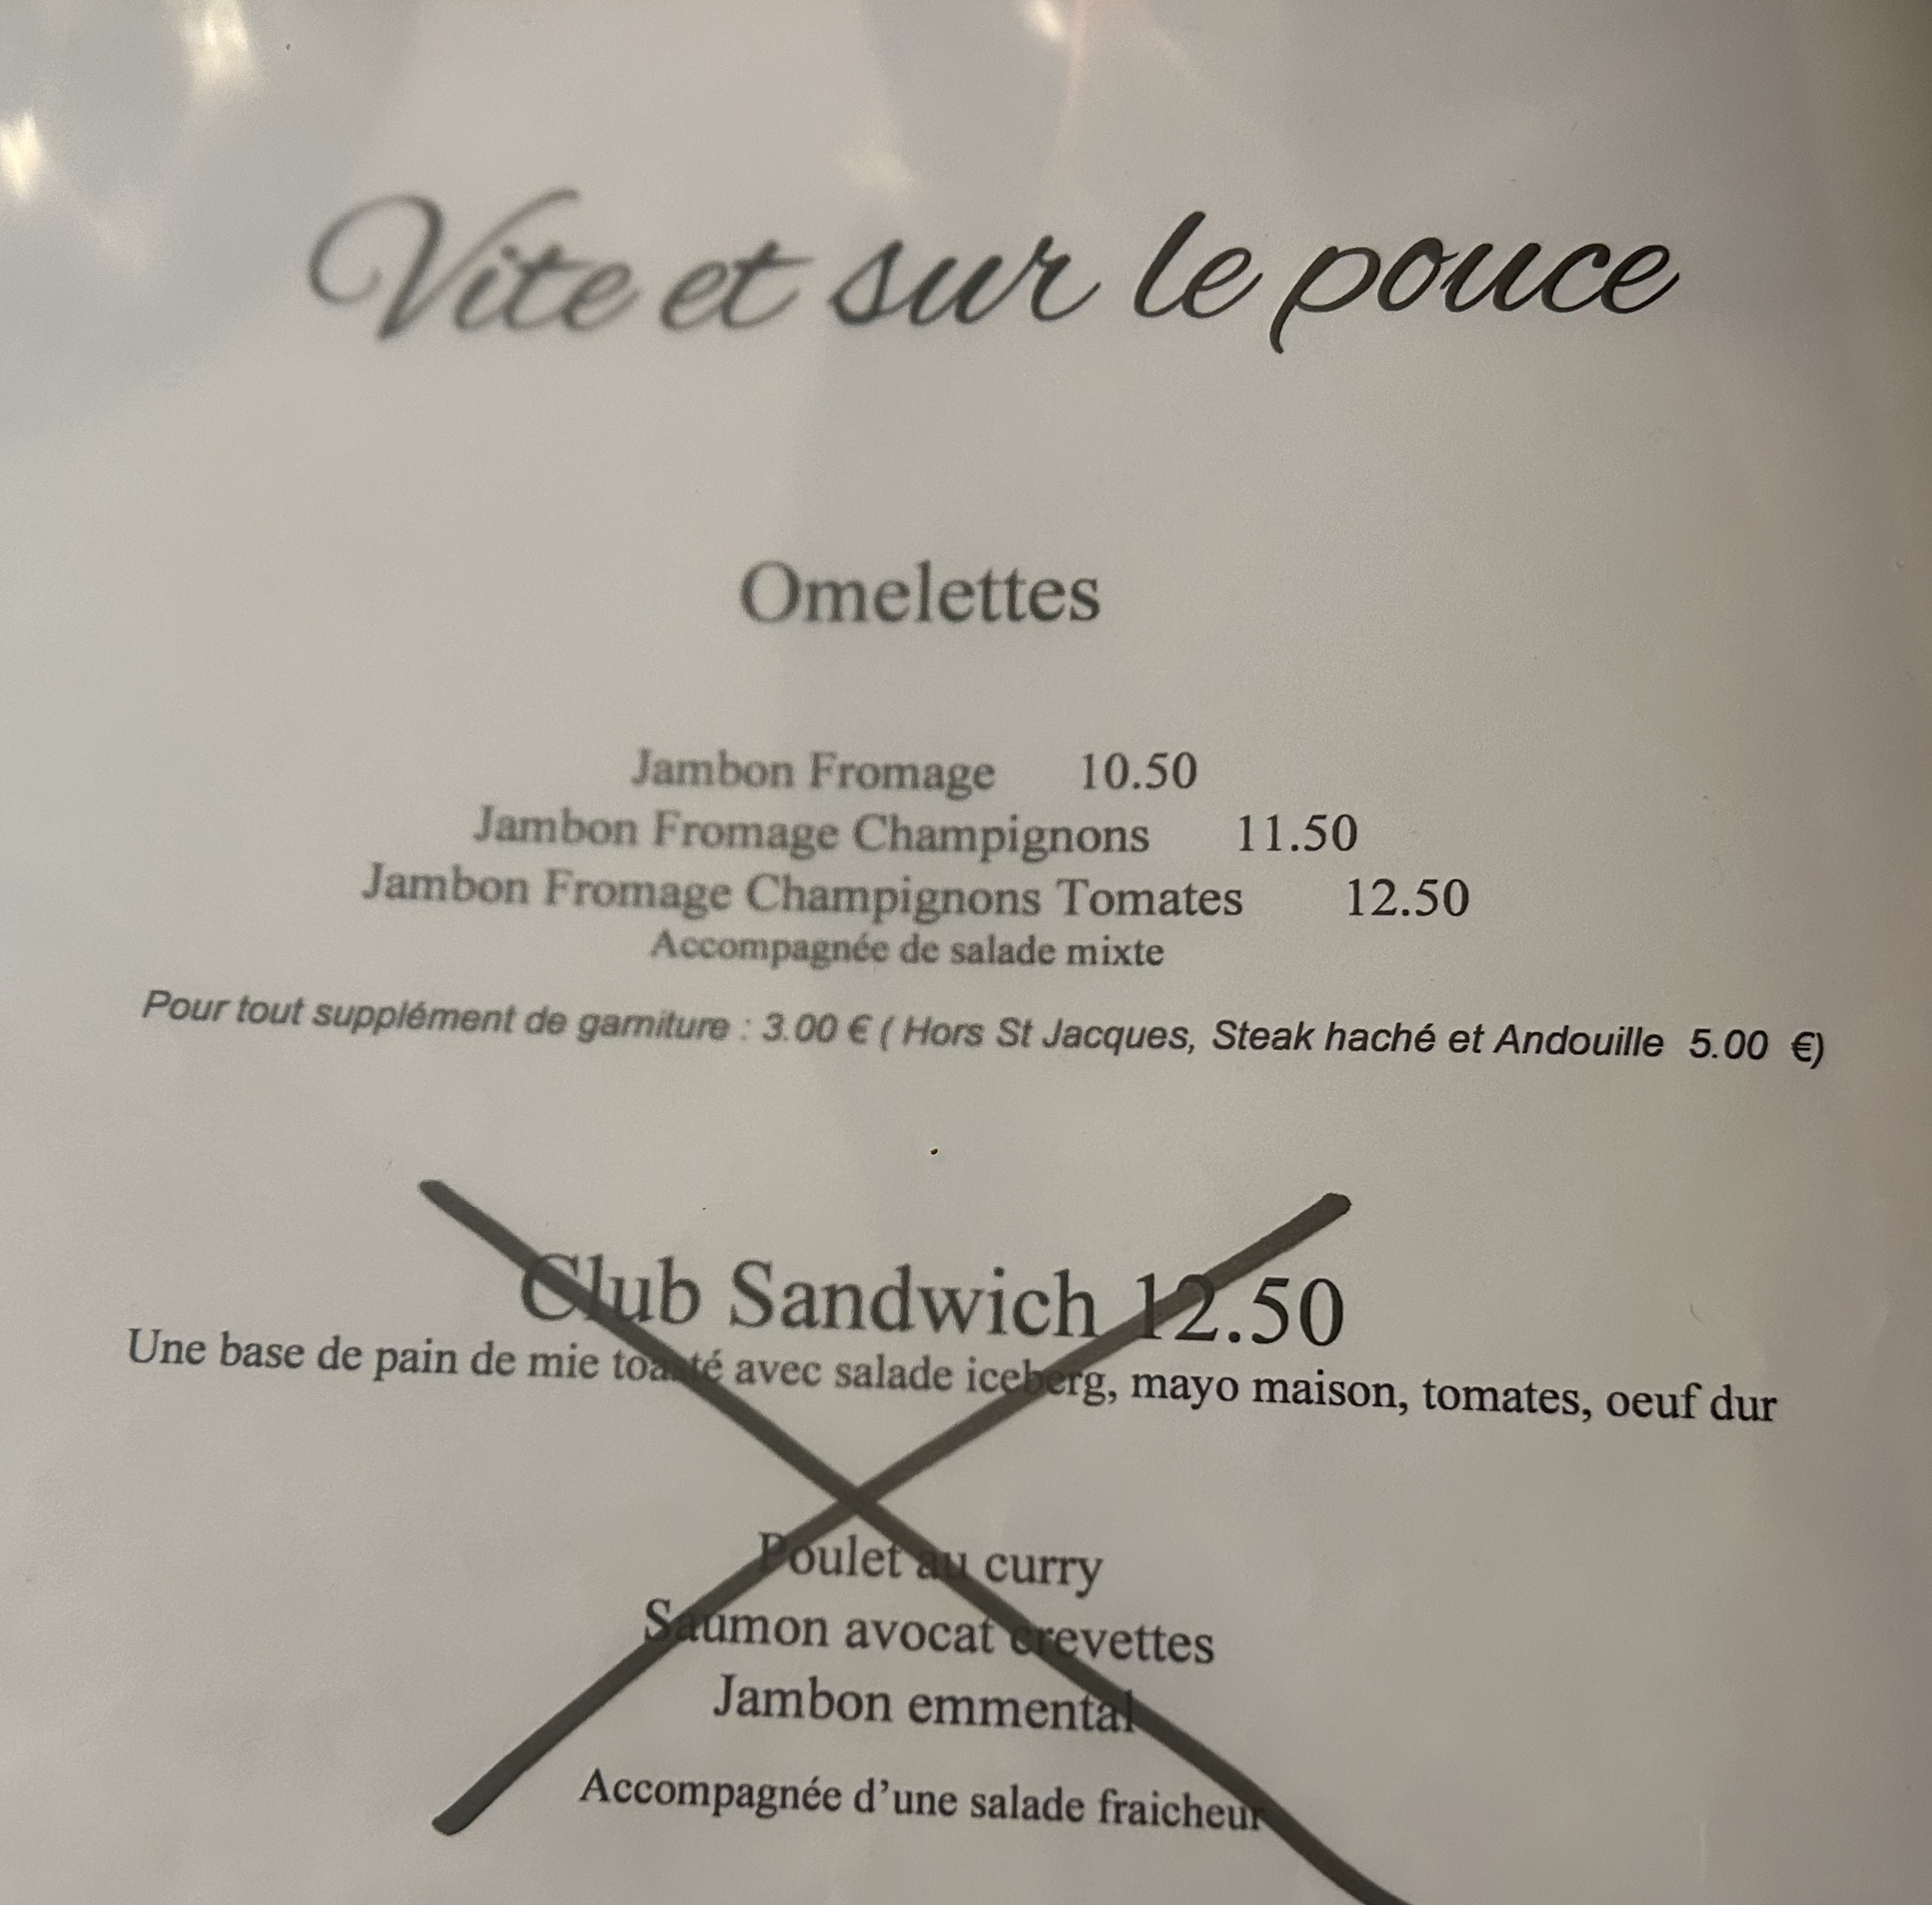 Vite et sur le pouce
Omelettes
Jambon Fromage 10.50
Jambon Fromage Champignons 11.50
Jambon Fromage Champignons Tomates 12.50
Accompagnée de salade mixte
Pour tout supplément de garniture : 3.00 € ( Hors St Jacques, Steak haché et Andouille 5.00 €)
Club Sandwich 12.50
Une base de pain de mie toasté avec salade iceberg, mayo maison, tomates, oeuf dur
Poulet au curry
Saumon avocat crevettes
Jambon emmental
Accompagnée d’une salade fraicheur